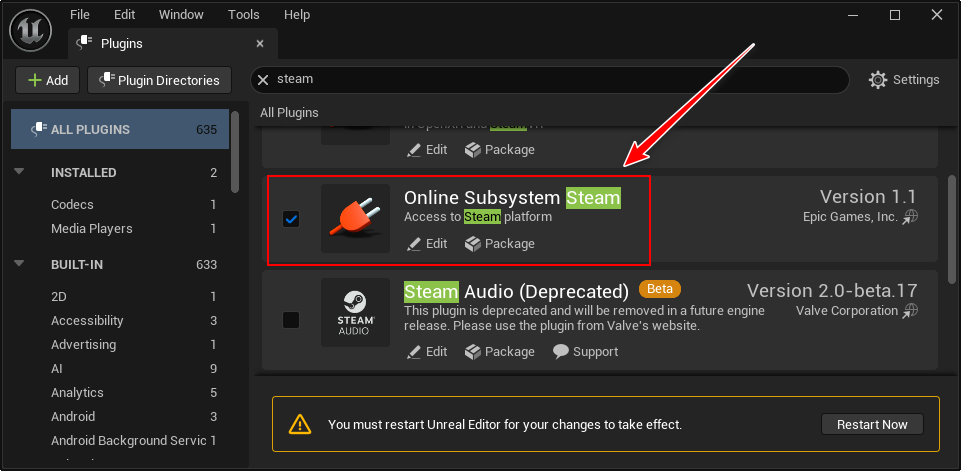 File Edit Window Tools Help
Plugins
Add Plugin Directories steam Settings
All Plugins
ALL PLUGINS 635
INSTALLED 2
Codecs 1
Media Players 1
BUILT-IN 633
2D 1
Accessibility 3
Advertising 1
AI 9
Analytics 5
Android 3
Android Background Servic 1
Edit Package
Online Subsystem Steam Version 1.1
Access to Steam platform Epic Games, Inc.
Edit Package
STEAM AUDIO
Steam Audio (Deprecated) Beta Version 2.0-beta.17
This plugin is deprecated and will be removed in a future engine Valve Corporation
release. Please use the plugin from Valve's website.
Edit Package Support
You must restart Unreal Editor for your changes to take effect. Restart Now